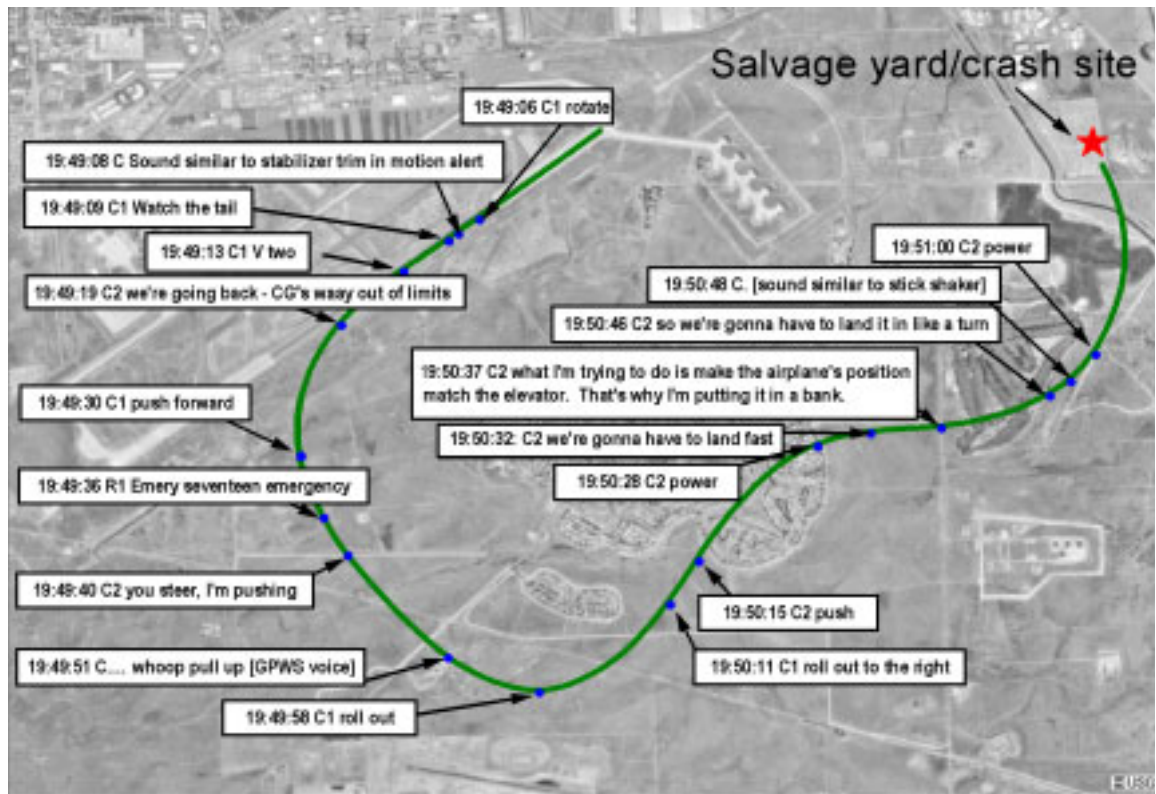 Salvage yard/crash site
19:49:06 C1 rotate
19:49:08 C Sound similar to stabilizer trim in motion alert
19:49:09 C1 Watch the tail
19:49:13 C1 V two
19:49:19 C2 we're going back - CG's waay out of limits
19:49:30 C1 push forward
19:49:36 R1 Emery seventeen emergency
19:49:40 C2 you steer, I'm pushing
19:49:51 C.... whoop pull up [GPWS voice]
19:49:58 C1 roll out
19:50:11 C1 roll out to the right
19:50:15 C2 push
19:50:28 C2 power
19:50:32: C2 we're gonna have to land fast
19:50:37 C2 what I'm trying to do is make the airplane's position
match the elevator. That's why I'm putting it in a bank.
19:50:46 C2 so we're gonna have to land it in like a turn
19:50:48 C. [sound similar to stick shaker]
19:51:00 C2 power